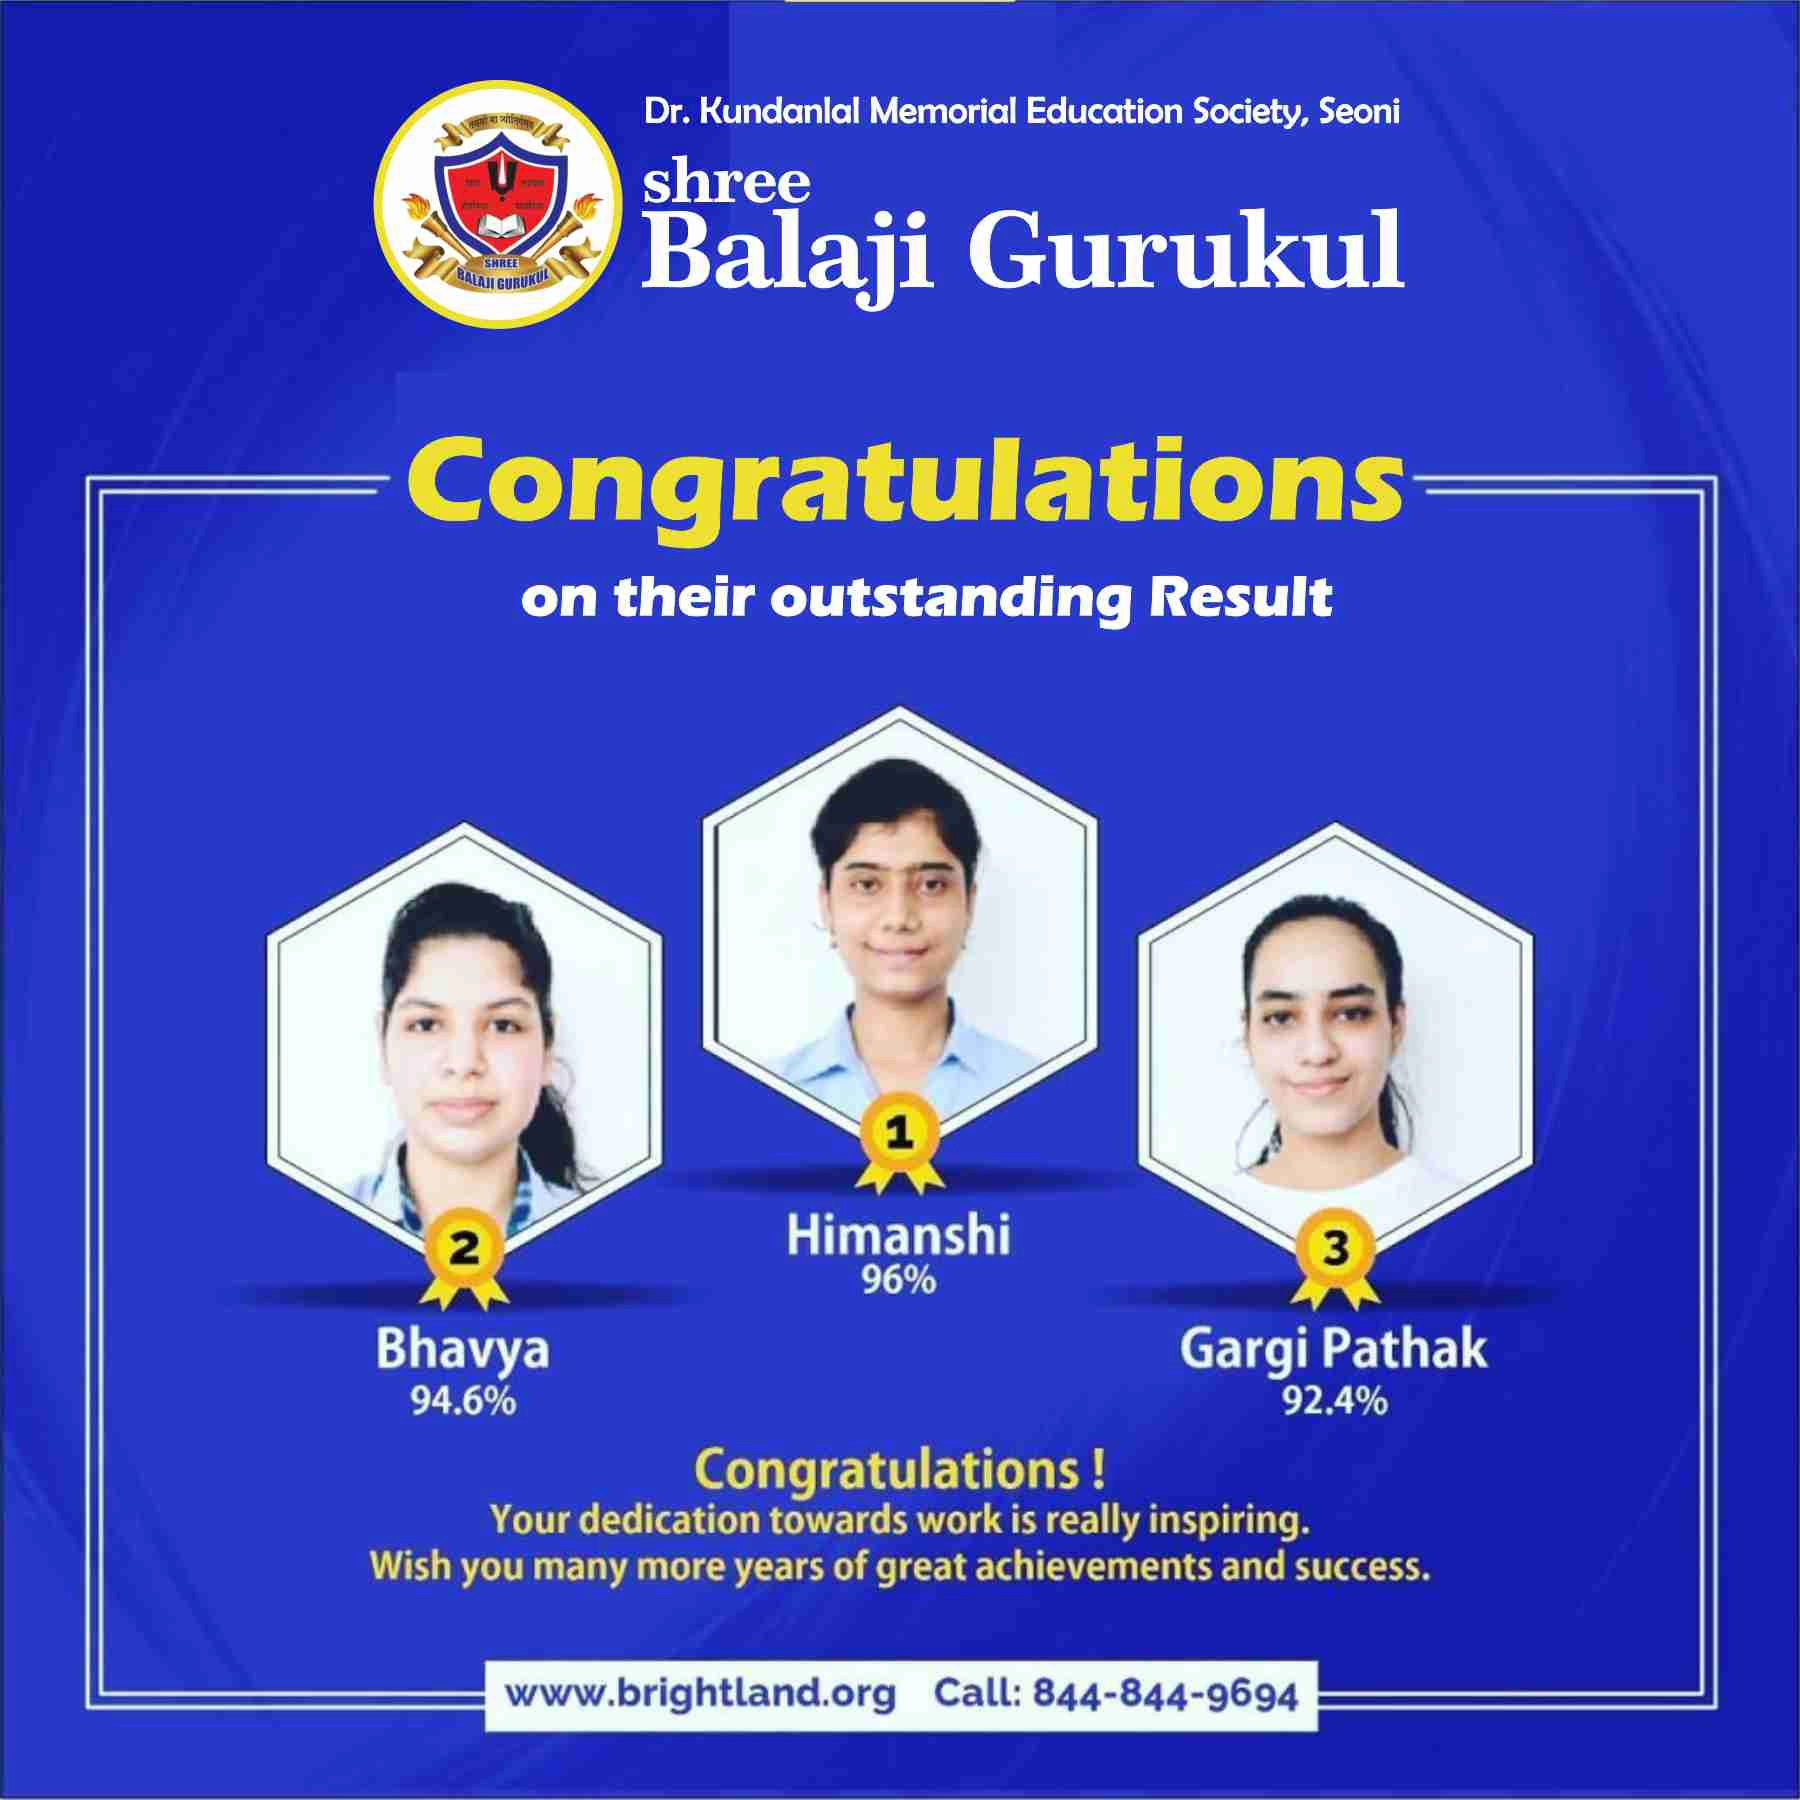 Dr. Kundanlal Memorial Education Society, Seoni
shree
Balaji Gurukul
तमसो मा ज्योतिर्गमय
SHREE
BALAJI GURUKUL
Congratulations
on their outstanding Result
1
Himanshi
96%
2
Bhavya
94.6%
3
Gargi Pathak
92.4%
Congratulations !
Your dedication towards work is really inspiring.
Wish you many more years of great achievements and success.
www.brightland.org Call: 844-844-9694